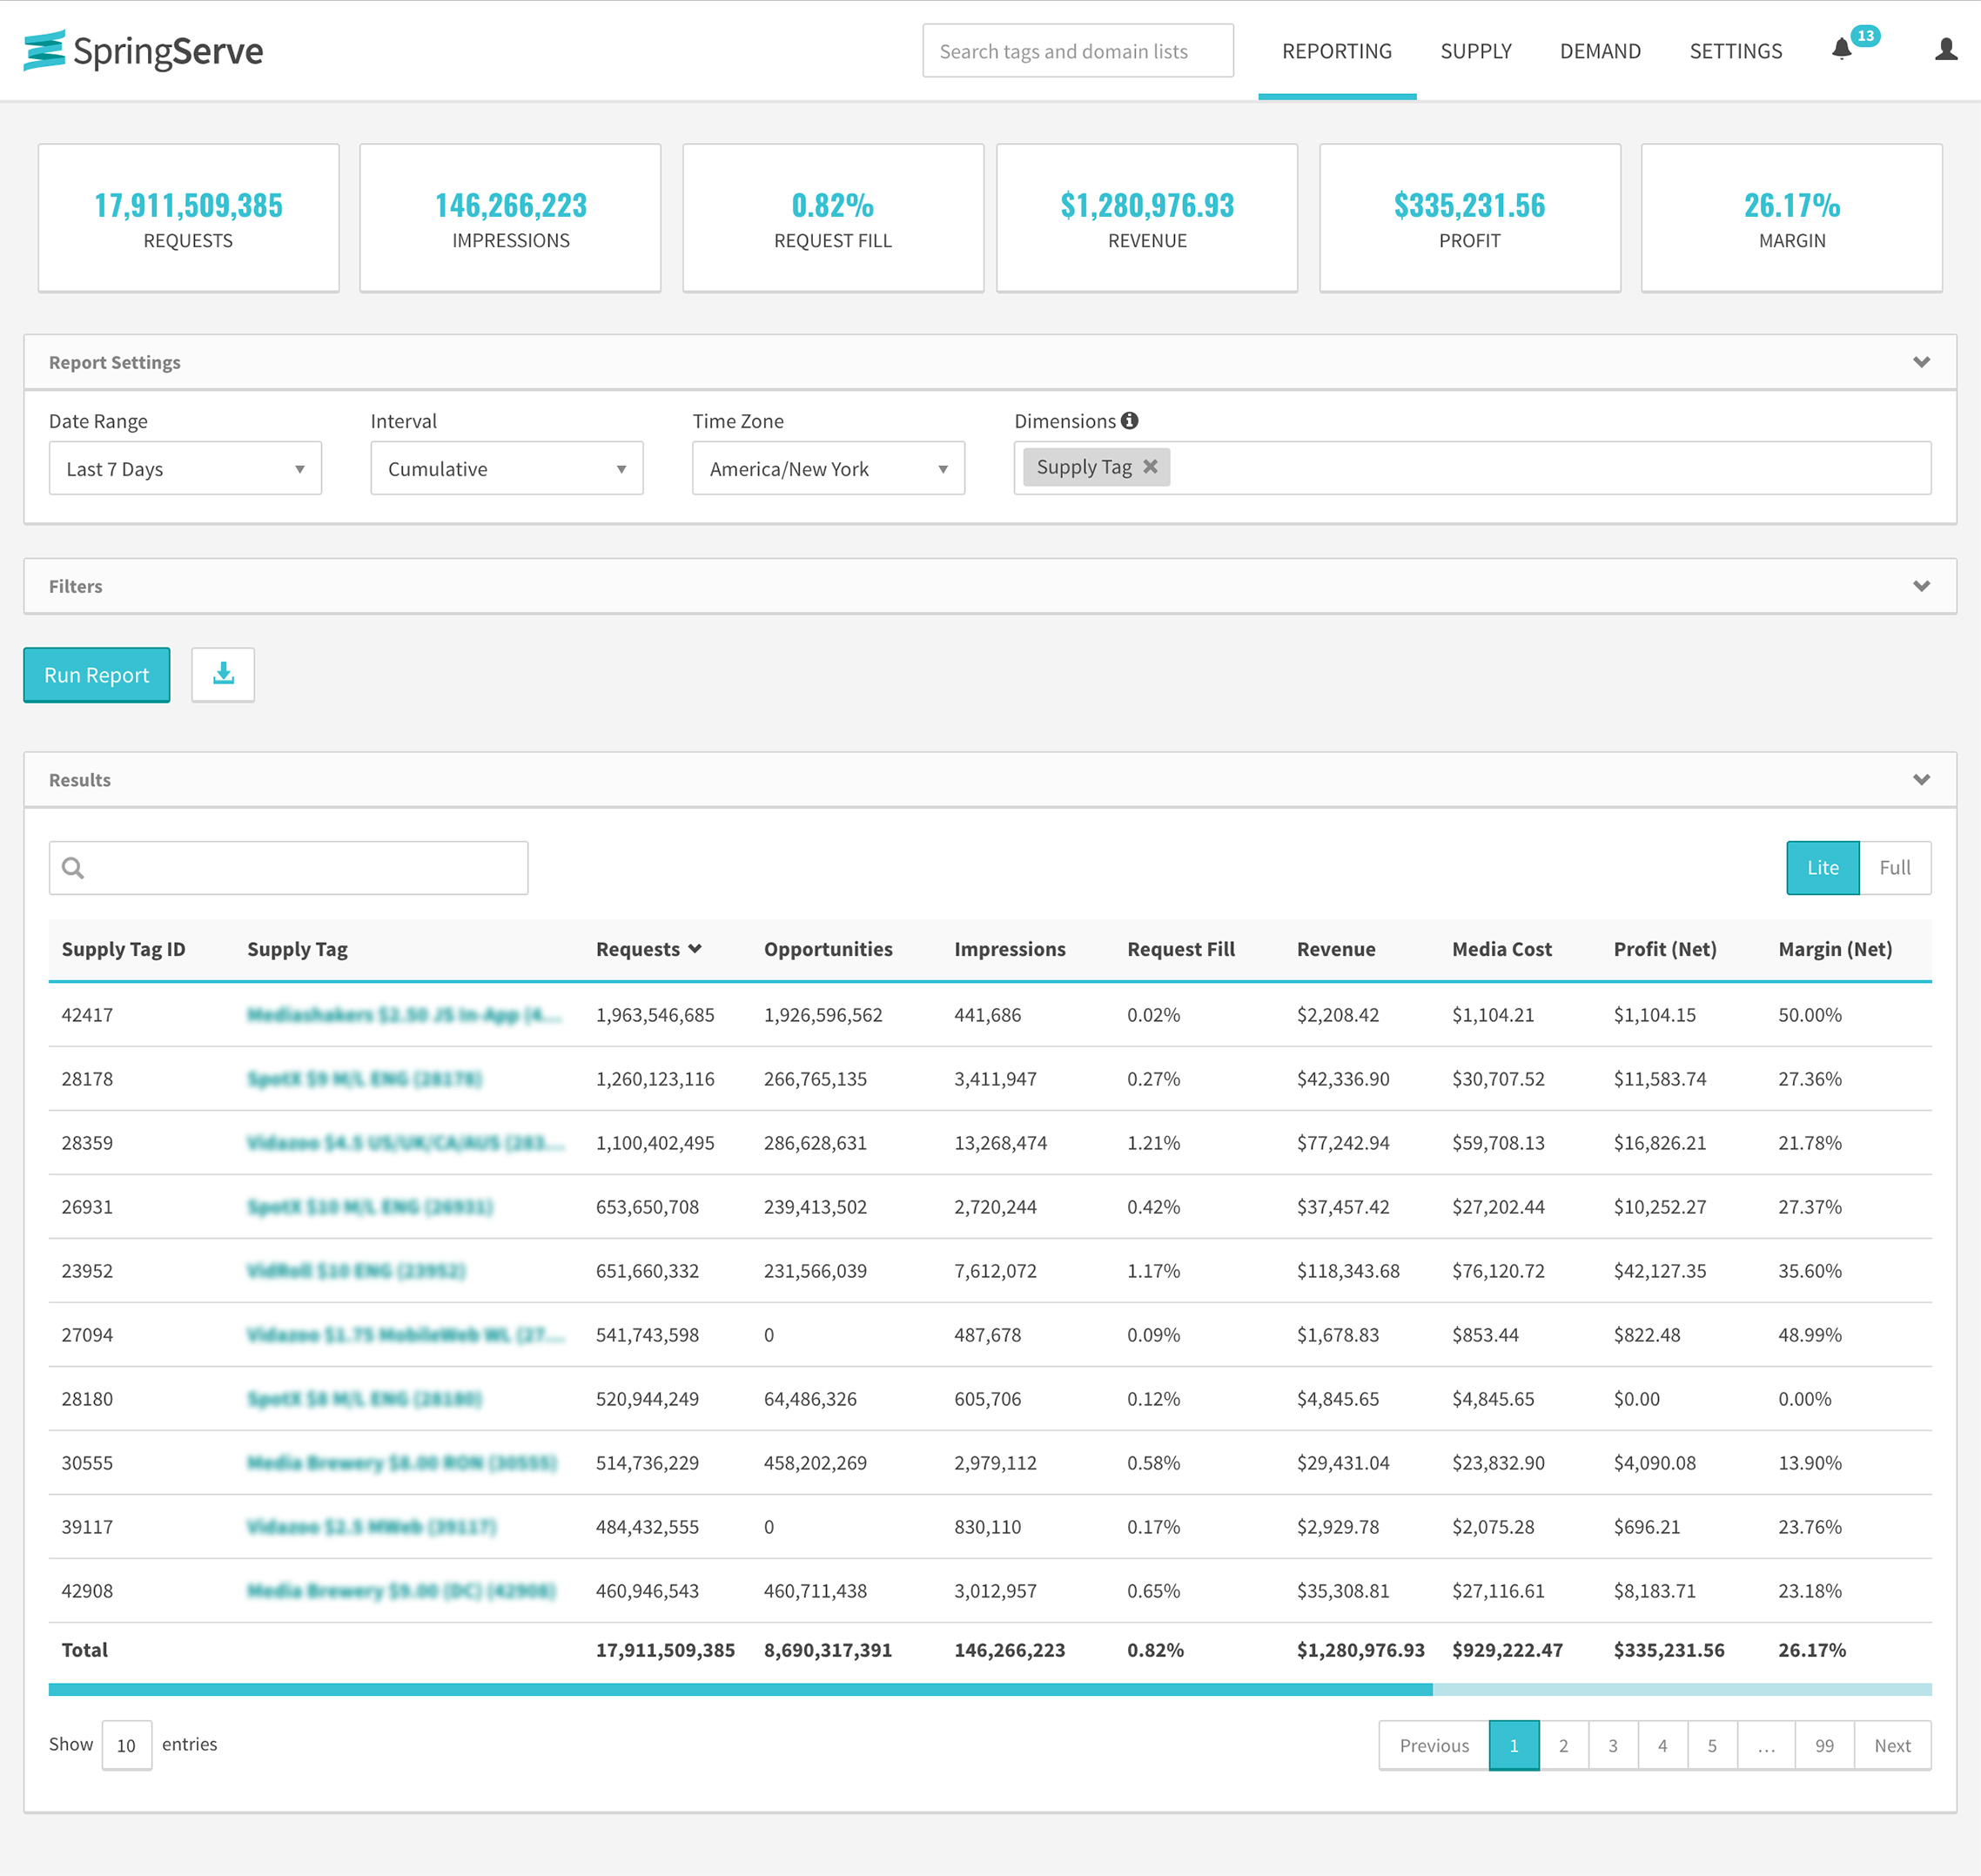 SpringServe
Search tags and domain lists
REPORTING SUPPLY DEMAND SETTINGS 13
17,911,509,385 146,266,223 0.82% $1,280,976.93 $335,231.56 26.17%
REQUESTS IMPRESSIONS REQUEST FILL REVENUE PROFIT MARGIN
Report Settings
Date Range Interval Time Zone Dimensions
Last 7 Days Cumulative America/New York Supply Tag
Filters
Run Report
Results
Lite Full
Supply Tag ID Supply Tag Requests Opportunities Impressions Request Fill Revenue Media Cost Profit (Net) Margin (Net)
42417 1,963,546,685 1,926,596,562 441,686 0.02% $2,208.42 $1,104.21 $1,104.15 50.00%
28178 1,260,123,116 266,765,135 3,411,947 0.27% $42,336.90 $30,707.52 $11,583.74 27.36%
28359 1,100,402,495 286,628,631 13,268,474 1.21% $77,242.94 $59,708.13 $16,826.21 21.78%
26931 653,650,708 239,413,502 2,720,244 0.42% $37,457.42 $27,202.44 $10,252.27 27.37%
23952 651,660,332 231,566,039 7,612,072 1.17% $118,343.68 $76,120.72 $42,127.35 35.60%
27094 541,743,598 0 487,678 0.09% $1,678.83 $853.44 $822.48 48.99%
28180 520,944,249 64,486,326 605,706 0.12% $4,845.65 $4,845.65 $0.00 0.00%
30555 514,736,229 458,202,269 2,979,112 0.58% $29,431.04 $23,832.90 $4,090.08 13.90%
39117 484,432,555 0 830,110 0.17% $2,929.78 $2,075.28 $696.21 23.76%
42908 460,946,543 460,711,438 3,012,957 0.65% $35,308.81 $27,116.61 $8,183.71 23.18%
Total 17,911,509,385 8,690,317,391 146,266,223 0.82% $1,280,976.93 $929,222.47 $335,231.56 26.17%
Show 10 entries Previous 1 2 3 4 5 ... 99 Next